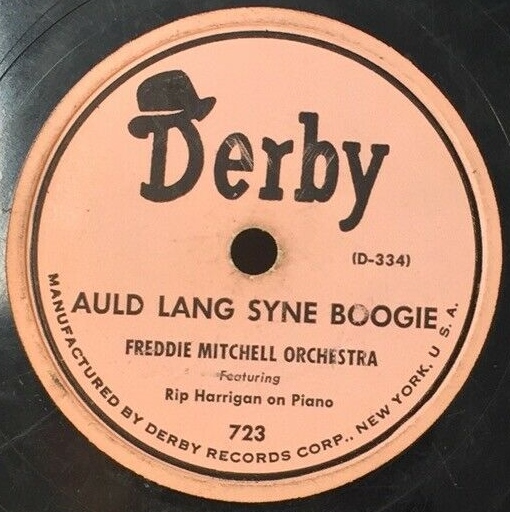 Derby
(D-334)
AULD LANG SYNE BOOGIE
FREDDIE MITCHELL ORCHESTRA
Featuring
Rip Harrigan on Piano
723
MANUFACTURED BY DERBY RECORDS CORP., NEW YORK, U S. A.